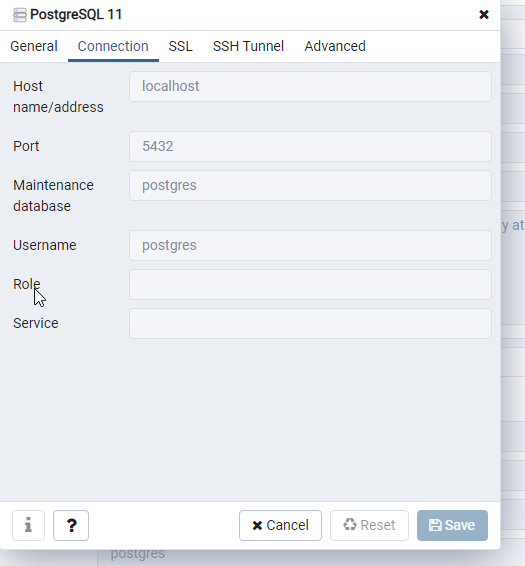 PostgreSQL 11
General Connection SSL SSH Tunnel Advanced
Host name/address localhost
Port 5432
Maintenance database postgres
Username postgres
Role
Service
y at
i ? Cancel Reset Save
postgres